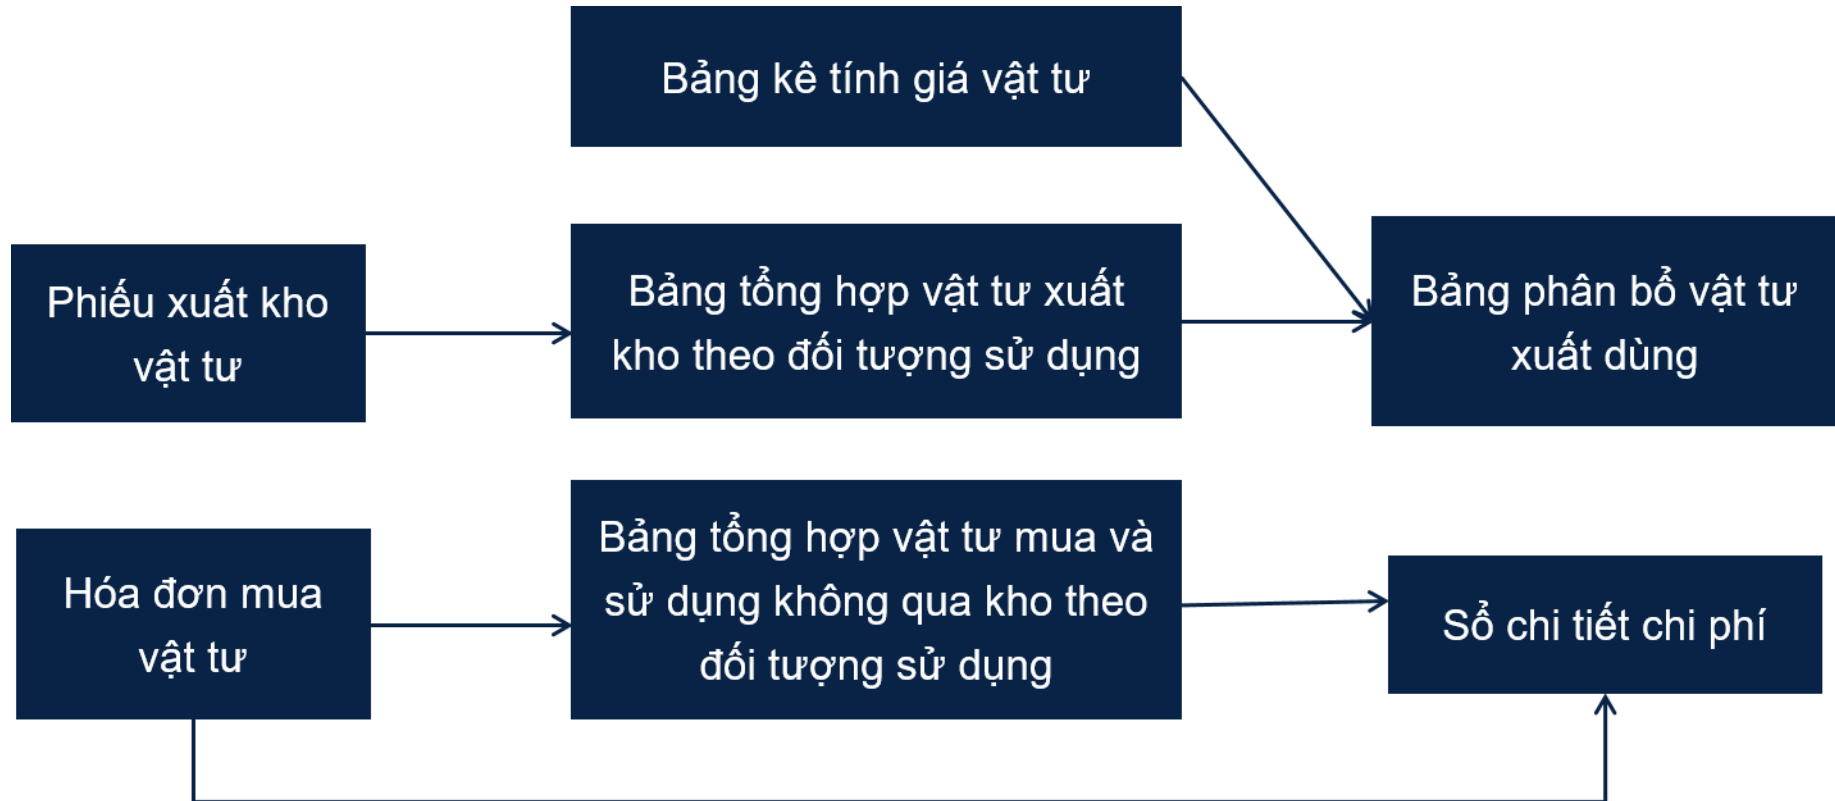 Bảng kê tính giá vật tư
Phiếu xuất kho
vật tư
Bảng tổng hợp vật tư xuất
kho theo đối tượng sử dụng
Bảng phân bổ vật tư
xuất dùng
Hóa đơn mua
vật tư
Bảng tổng hợp vật tư mua và
sử dụng không qua kho theo
đối tượng sử dụng
Sổ chi tiết chi phí